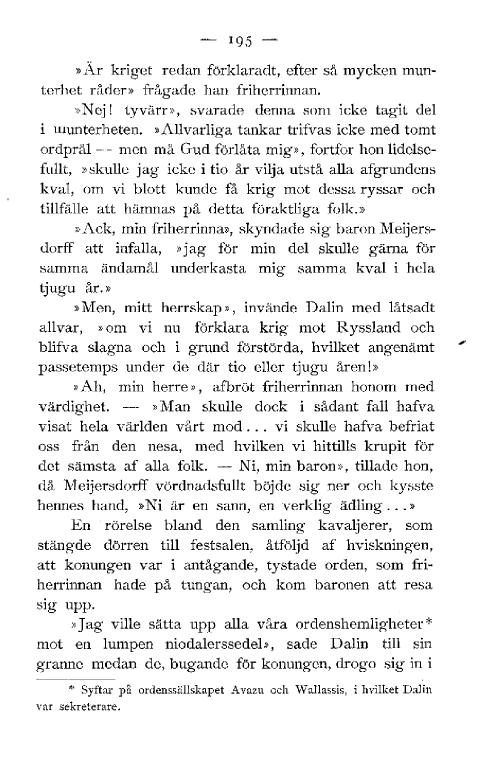 — 195 —
»Är kriget redan förklaradt, efter så mycken mun-
terhet råder» frågade han friherrinnan.
»Nej! tyvärr», svarade denna som icke tagit del
i munterheten. »Allvarliga tankar trifvas icke med tomt
ordprål — men må Gud förlåta mig», fortfor hon lidelse-
fullt, »skulle jag icke i tio år vilja utstå alla afgrundens
kval, om vi blott kunde få krig mot dessa ryssar och
tillfälle att hämnas på detta föraktliga folk.»
»Ack, min friherrinna», skyndade sig baron Meijers-
dorff att infalla, »jag för min del skulle gärna för
samma ändamål underkasta mig samma kval i hela
tjugu år.»
»Men, mitt herrskap», invände Dalin med låtsadt
allvar, »om vi nu förklara krig mot Ryssland och
blifva slagna och i grund förstörda, hvilket angenämt
passetemps under de där tio eller tjugu åren!»
»Ah, min herre», afbröt friherrinnan honom med
värdighet. — »Man skulle dock i sådant fall hafva
visat hela världen vårt mod... vi skulle hafva befriat
oss från den nesa, med hvilken vi hittills krupit för
det sämsta af alla folk. — Ni, min baron», tillade hon,
då Meijersdorff vördnadsfullt böjde sig ner och kysste
hennes hand, »Ni är en sann, en verklig ädling...»
En rörelse bland den samling kavaljerer, som
stängde dörren till festsalen, åtföljd af hviskningen,
att konungen var i antågande, tystade orden, som fri-
herrinnan hade på tungan, och kom baronen att resa
sig upp.
»Jag ville sätta upp alla våra ordenshemligheter*
mot en lumpen niodalerssedel», sade Dalin till sin
granne medan de, bugande för konungen, drogo sig in i
* Syftar på ordenssällskapet Avazu och Wallassis, i hvilket Dalin
var sekreterare.